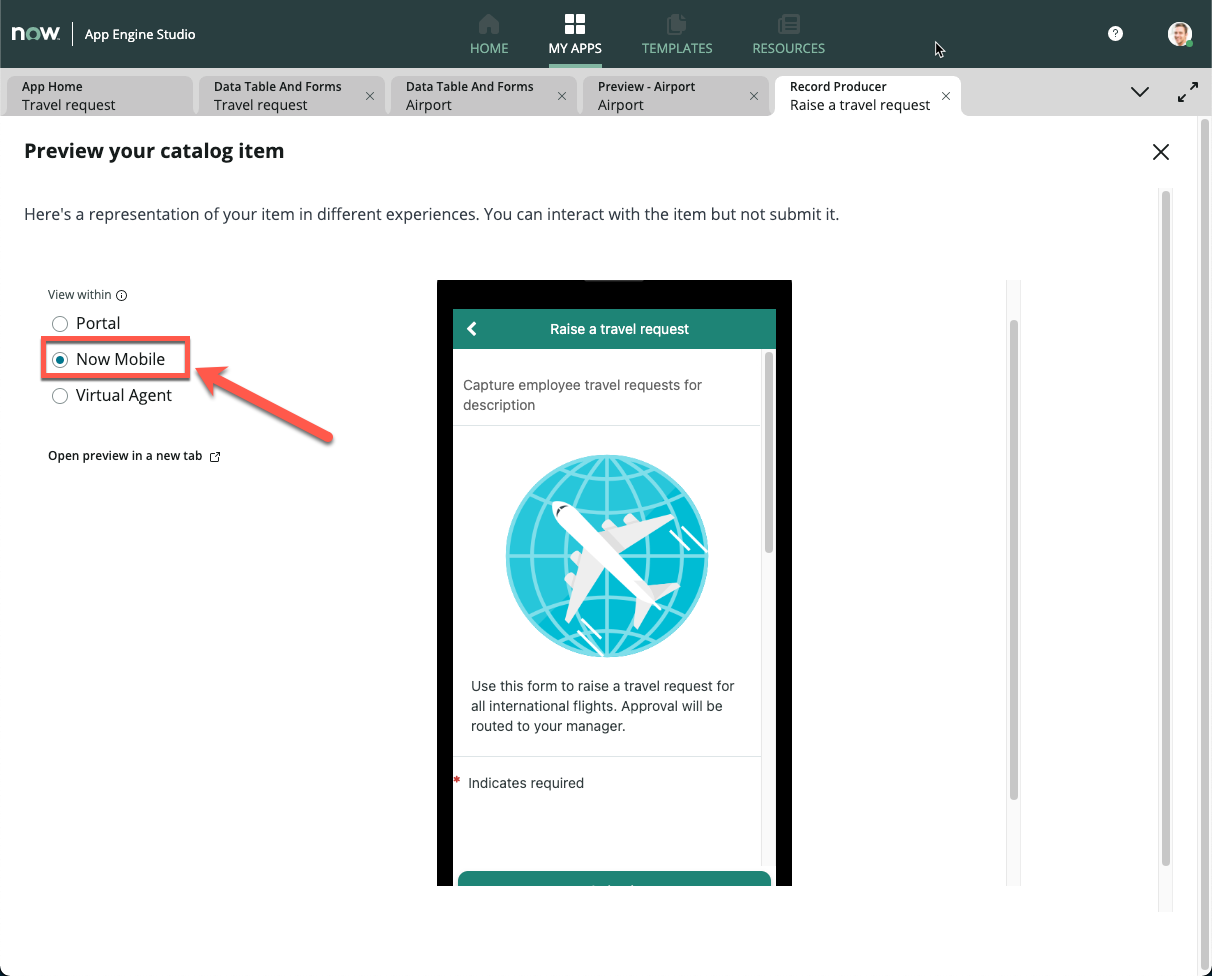 now
App Engine Studio
HOME
MY APPS
TEMPLATES
RESOURCES
?
App Home
Travel request
Data Table And Forms
Travel request
Data Table And Forms
Airport
Preview - Airport
Airport
Record Producer
Raise a travel request
Preview your catalog item
Here's a representation of your item in different experiences. You can interact with the item but not submit it.
View within
Portal
Now Mobile
Virtual Agent
Open preview in a new tab
Raise a travel request
Capture employee travel requests for
description
Use this form to raise a travel request for
all international flights. Approval will be
routed to your manager.
* Indicates required